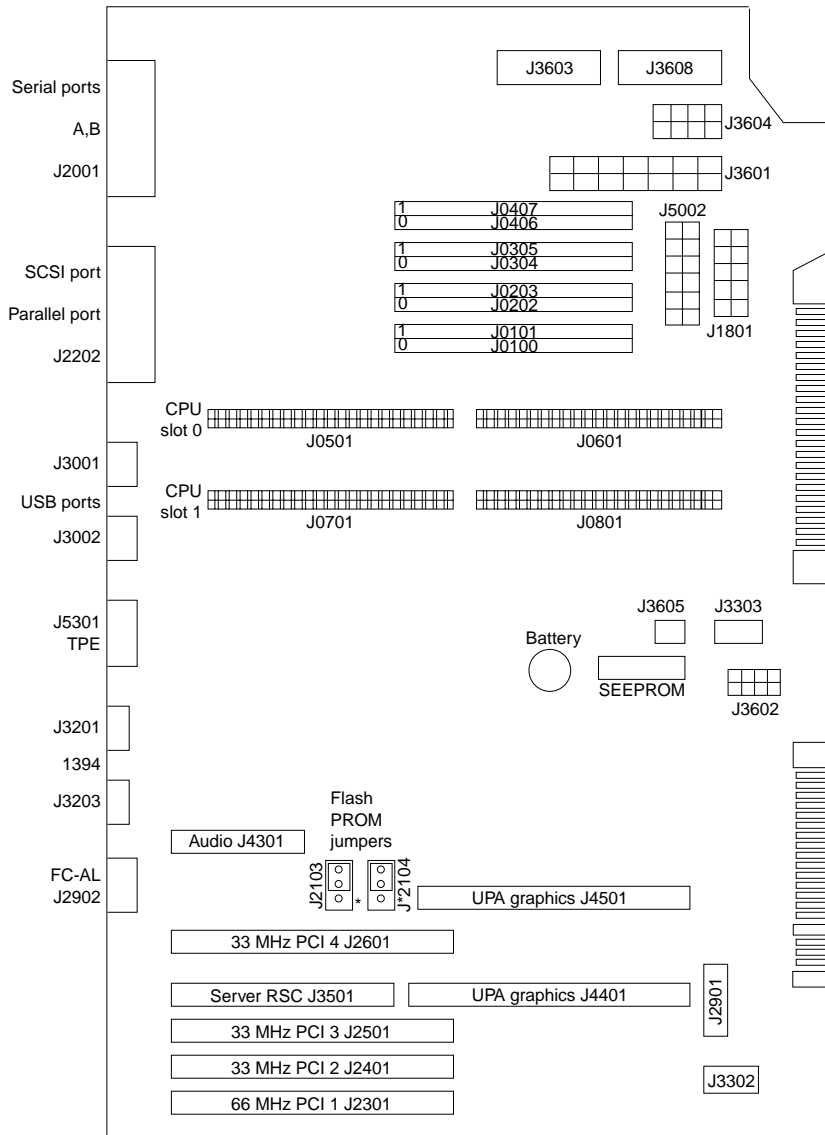 J3603
J3608
Serial ports
A,B
J2001
J3604
J3601
1 J0407
0 J0406
J5002
1 J0305
0 J0304
SCSI port
Parallel port
J2202
1 J0203
0 J0202
J1801
1 J0101
0 J0100
CPU
slot 0
J0501
J0601
J3001
USB ports
J3002
CPU
slot 1
J0701
J0801
J5301
TPE
J3605
J3303
Battery
SEEPROM
J3602
J3201
1394
J3203
Flash
PROM
jumpers
Audio J4301
FC-AL
J2902
J2103
*
J*2104
UPA graphics J4501
33 MHz PCI 4 J2601
Server RSC J3501
UPA graphics J4401
J2901
33 MHz PCI 3 J2501
33 MHz PCI 2 J2401
J3302
66 MHz PCI 1 J2301